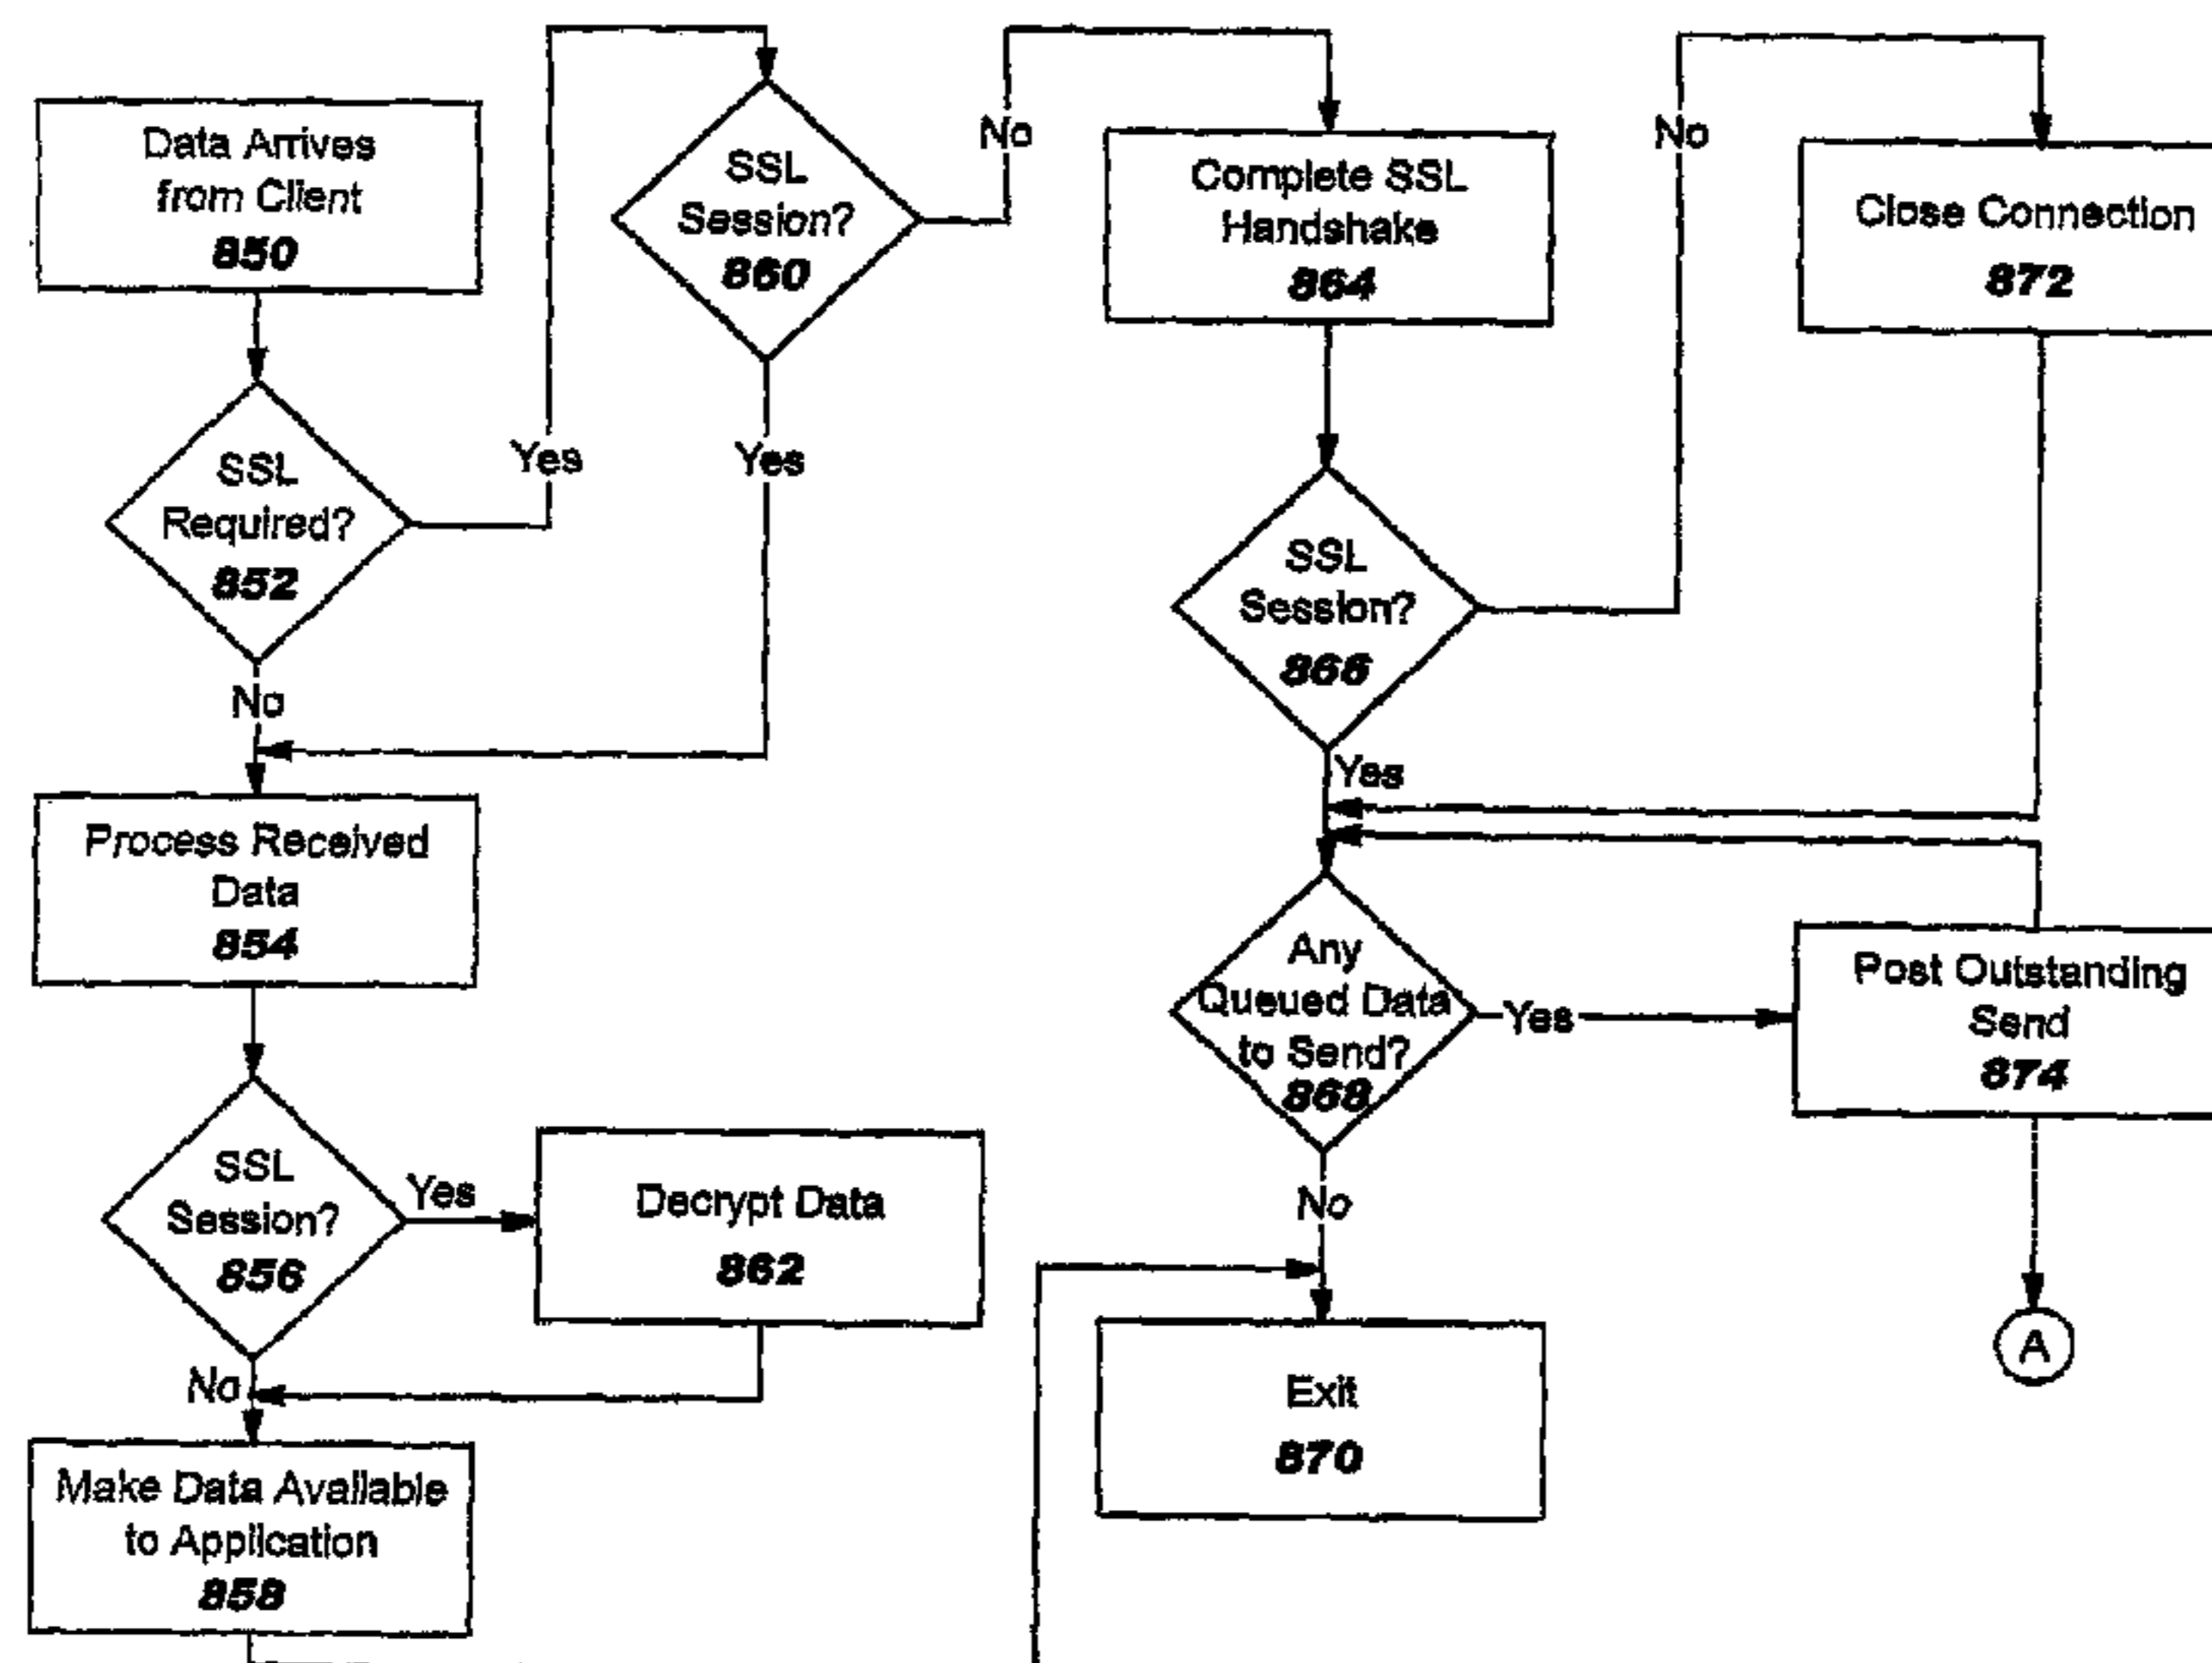 Data Arrives
from Client
850
SSL
Required?
852
Yes
No
Process Received
Data
854
SSL
Session?
856
Yes
No
Make Data Available
to Application
858
SSL
Session?
860
No
Yes
Decrypt Data
862
Complete SSL
Handshake
864
SSL
Session?
866
No
Yes
Any
Queued Data
to Send?
868
Yes
No
Exit
870
Close Connection
872
Post Outstanding
Send
874
A